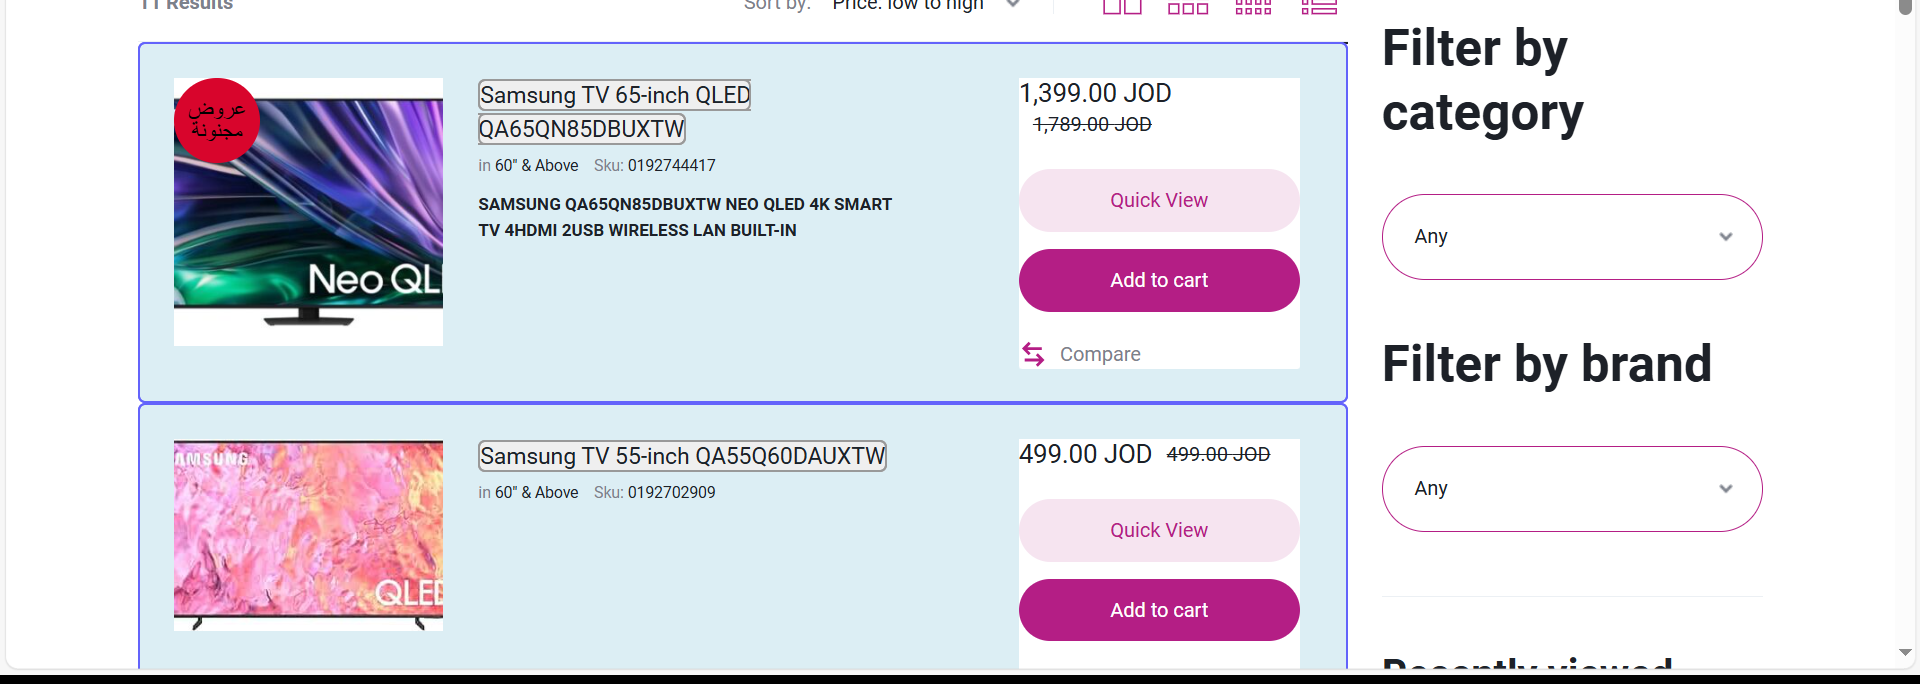 11 Results
Sort by: Price: low to high
عروض
مجنونة
Neo QL
Samsung TV 65-inch QLED
QA65QN85DBUXTW
in 60" & Above Sku: 0192744417
SAMSUNG QA65QN85DBUXTW NEO QLED 4K SMART
TV 4HDMI 2USB WIRELESS LAN BUILT-IN
1,399.00 JOD
1,789.00 JOD
Quick View
Add to cart
Compare
AMSUNG
QLED
Samsung TV 55-inch QA55Q60DAUXTW
in 60" & Above Sku: 0192702909
499.00 JOD 499.00 JOD
Quick View
Add to cart
Filter by
category
Any
Filter by brand
Any
Recently viewed